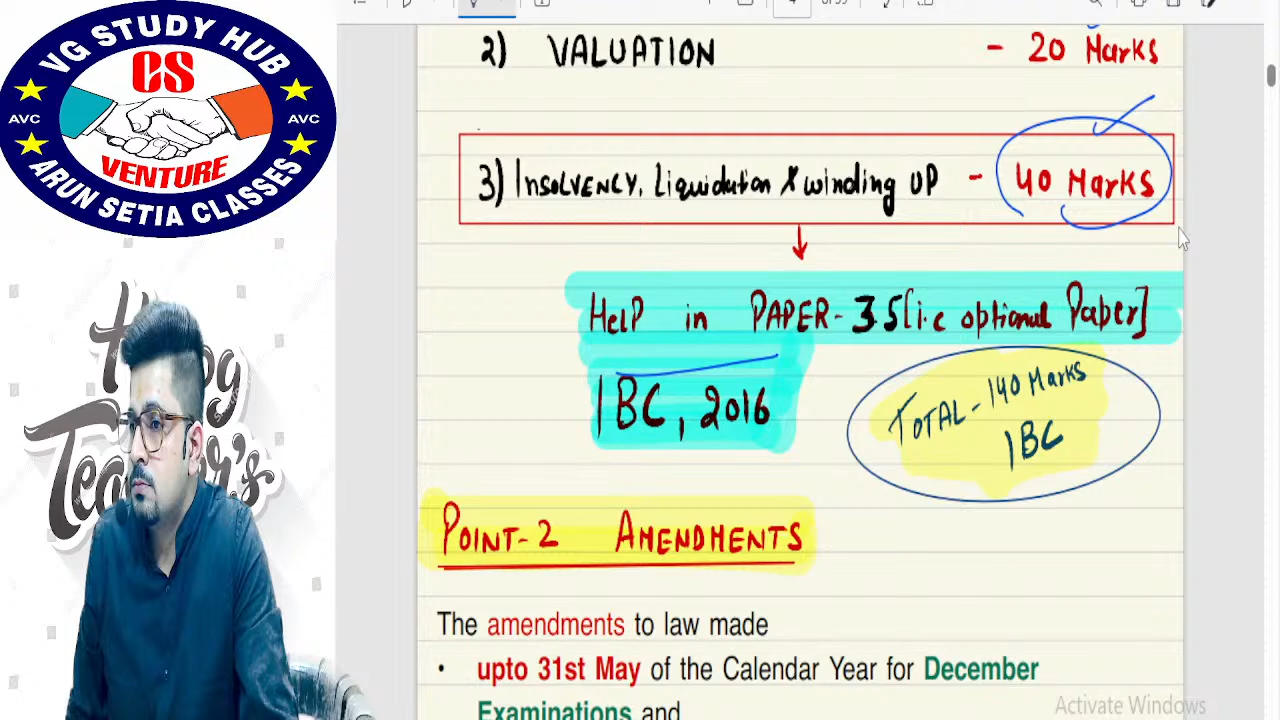 VG STUDY HUB
CS
AVC
AVC
VENTURE
ARUN SETIA CLASSES
2) VALUATION - 20 Marks
3) INSOLVENCY, Liquidation & winding UP - 40 Marks
HELP in PAPER-3.5[i.e optional Paper]
IBC, 2016
TOTAL-140 Marks
IBC
POINT-2 AMENDMENTS
The amendments to law made
• upto 31st May of the Calendar Year for December
Examinations and
Activate Windows